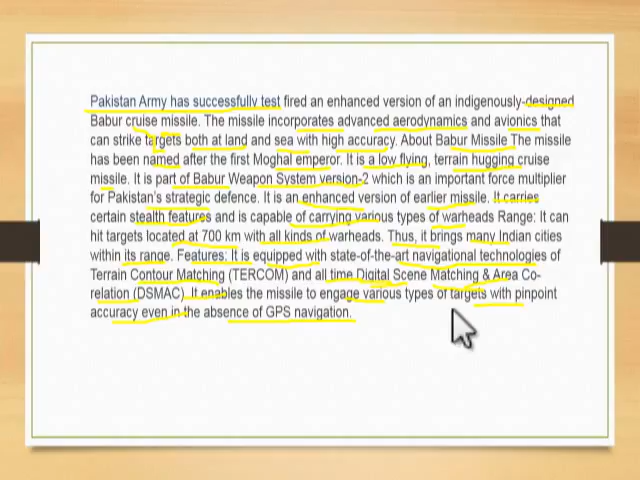 Pakistan Army has successfully test fired an enhanced version of an indigenously-designed
Babur cruise missile. The missile incorporates advanced aerodynamics and avionics that
can strike targets both at land and sea with high accuracy. About Babur Missile The missile
has been named after the first Moghal emperor. It is a low flying, terrain hugging cruise
missile. It is part of Babur Weapon System version-2 which is an important force multiplier
for Pakistan's strategic defence. It is an enhanced version of earlier missile. It carries
certain stealth features and is capable of carrying various types of warheads Range: It can
hit targets located at 700 km with all kinds of warheads. Thus, it brings many Indian cities
within its range. Features: It is equipped with state-of-the-art navigational technologies of
Terrain Contour Matching (TERCOM) and all time Digital Scene Matching & Area Co-
relation (DSMAC). It enables the missile to engage various types of targets with pinpoint
accuracy even in the absence of GPS navigation.